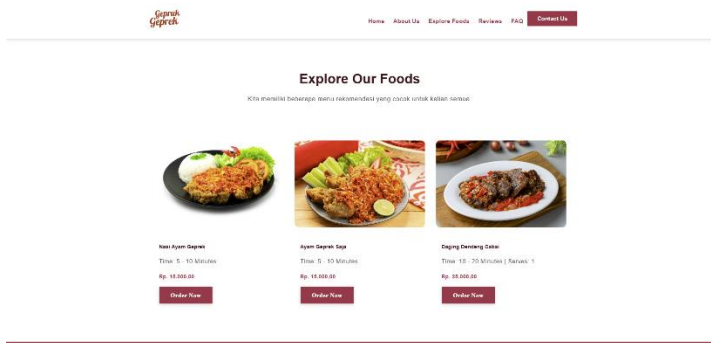 Geprek
Geprek
Home About Us Explore Foods Reviews FAQ Contact Us
Explore Our Foods
Kita memiliki beberapa menu rekomendasi yang cocok untuk kalian semua
Nasi Ayam Geprek
Time: 5 - 10 Minutes
Rp. 18.000,00
Order Now
Ayam Geprek Saja
Time: 5 - 10 Minutes
Rp. 15.000,00
Order Now
Daging Dendeng Cabai
Time: 15 - 20 Minutes | Serves: 1
Rp. 35.000,00
Order Now